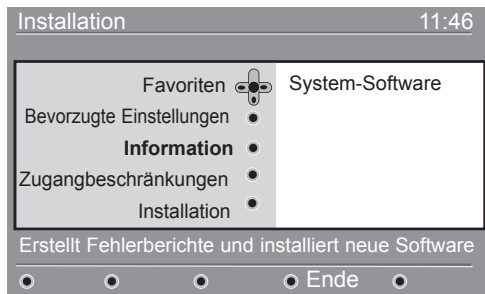 Installation 11:46
Favoriten System-Software
Bevorzugte Einstellungen
Information
Zugangbeschränkungen
Installation
Erstellt Fehlerberichte und installiert neue Software
Ende